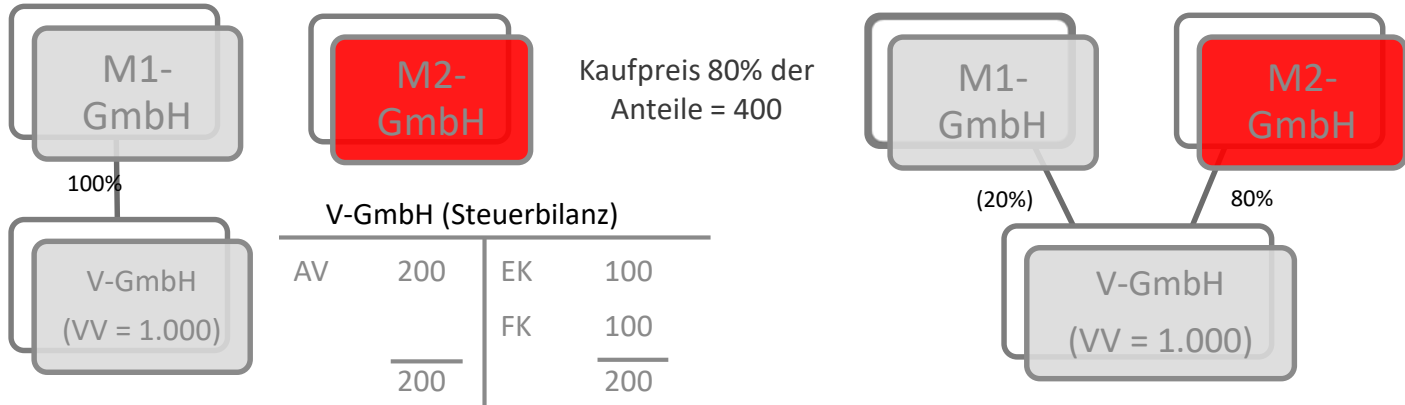 M1-
GmbH
M2-
GmbH
Kaufpreis 80% der
Anteile = 400
M1-
GmbH
M2-
GmbH
100%
(20%)
80%
V-GmbH (Steuerbilanz)
V-GmbH
(VV = 1.000)
AV 200 EK 100
FK 100
200 200
V-GmbH
(VV = 1.000)